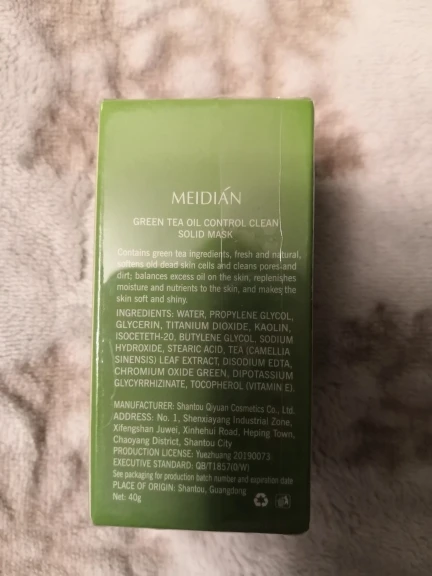 MEIDIÁN
GREEN TEA OIL CONTROL CLEAN
SOLID MASK
Contains green tea ingredients, fresh and natural,
softens old dead skin cells and cleans pores and
dirt; balances excess oil on the skin, replenishes
moisture and nutrients to the skin, and makes the
skin soft and shiny.
INGREDIENTS: WATER, PROPYLENE GLYCOL,
GLYCERIN, TITANIUM DIOXIDE, KAOLIN,
ISOCETETH-20, BUTYLENE GLYCOL, SODIUM
HYDROXIDE, STEARIC ACID, TEA (CAMELLIA
SINENSIS) LEAF EXTRACT, DISODIUM EDTA,
CHROMIUM OXIDE GREEN, DIPOTASSIUM
GLYCYRRHIZINATE, TOCOPHEROL (VITAMIN E).
MANUFACTURER: Shantou Qiyuan Cosmetics Co., Ltd.
ADDRESS: No. 1, Shenxiayang Industrial Zone,
Xifengshan Juwei, Xinhehui Road, Heping Town,
Chaoyang District, Shantou City
PRODUCTION LICENSE: Yuezhuang 20190073
EXECUTIVE STANDARD: QB/T1857(O/W)
See packaging for production batch number and expiration date
PLACE OF ORIGIN: Shantou, Guangdong
Net: 40g